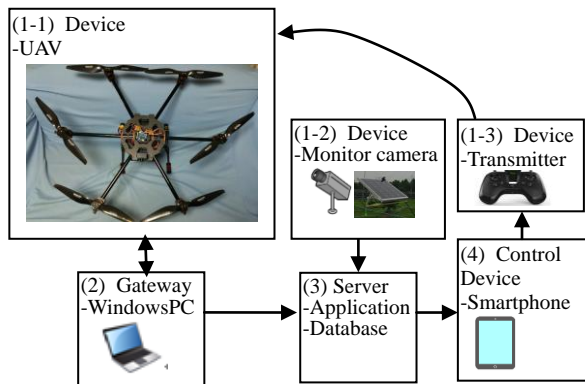 (1-1) Device
-UAV
(1-2) Device
-Monitor camera
(1-3) Device
-Transmitter
(2) Gateway
-WindowsPC
(3) Server
-Application
-Database
(4) Control
Device
-Smartphone